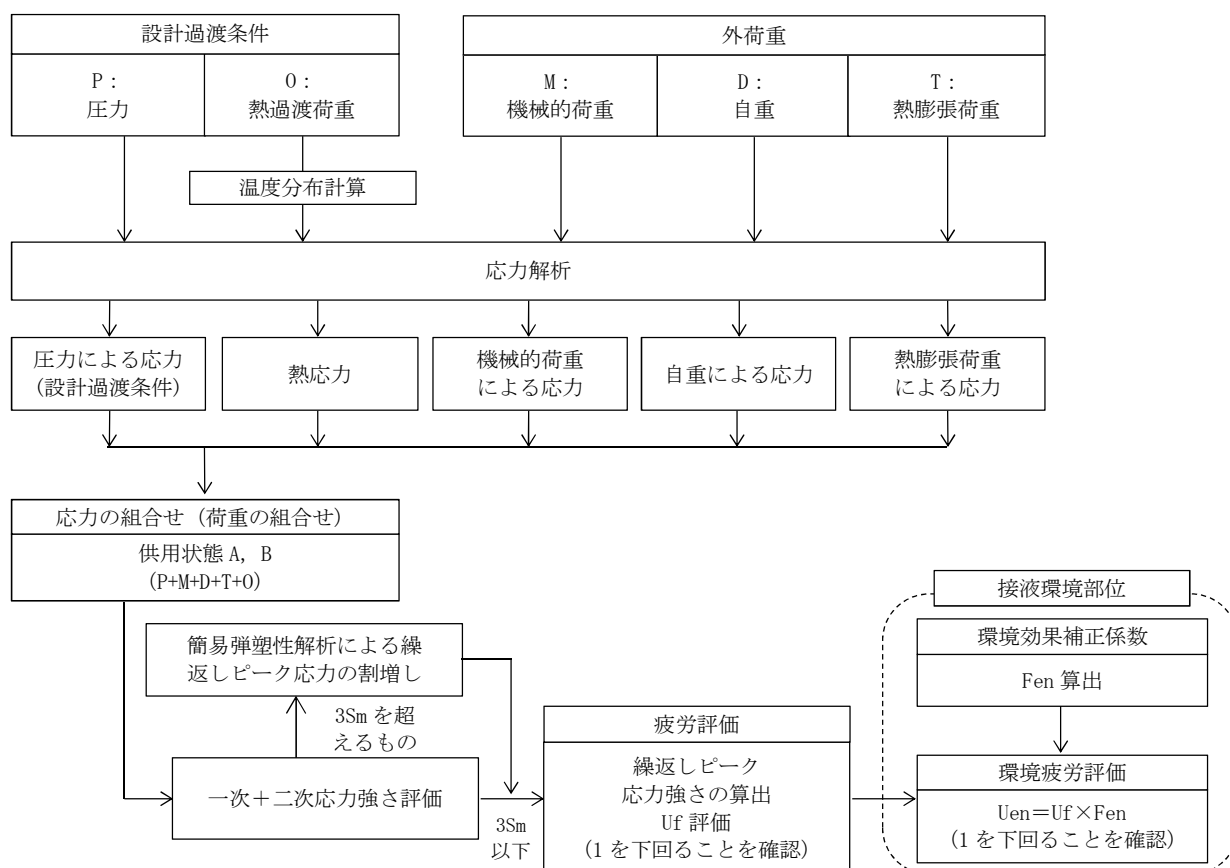 設計過渡条件
P：
圧力
O：
熱過渡荷重
外荷重
M：
機械的荷重
D：
自重
T：
熱膨張荷重
温度分布計算
応力解析
圧力による応力
(設計過渡条件)
熱応力
機械的荷重
による応力
自重による応力
熱膨張荷重
による応力
応力の組合せ（荷重の組合せ）
供用状態 A, B
(P+M+D+T+O)
簡易弾塑性解析による繰
返しピーク応力の割増し
3Sm を超
えるもの
一次＋二次応力強さ評価
3Sm
以下
疲労評価
繰返しピーク
応力強さの算出
Uf 評価
(1 を下回ることを確認)
接液環境部位
環境効果補正係数
Fen 算出
環境疲労評価
Uen＝Uf×Fen
(1 を下回ることを確認)